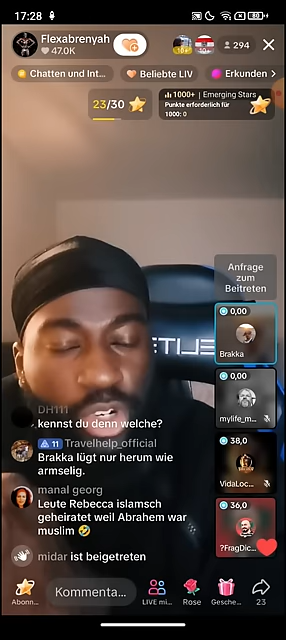 17:28
80
Flexabrenyah
47.0K
294
Chatten und Int...
Beliebte LIV
Erkunden
23/30
1000+ | Emerging Stars
Punkte erforderlich für
1000: 0
Anfrage
zum
Beitreten
0,00
Brakka
0,00
mylife_m...
38,0
VidaLoc...
36,0
?FragDic...
ELITE
DH111
kennst du denn welche?
11 Travelhelp_official
Brakka lügt nur herum wie
armselig.
manal georg
Leute Rebecca islamsch
geheiratet weil Abrahem war
muslim 🤣
midar ist beigetreten
Abonn...
Kommenta...
LIVE mi...
Rose
Gesche...
23